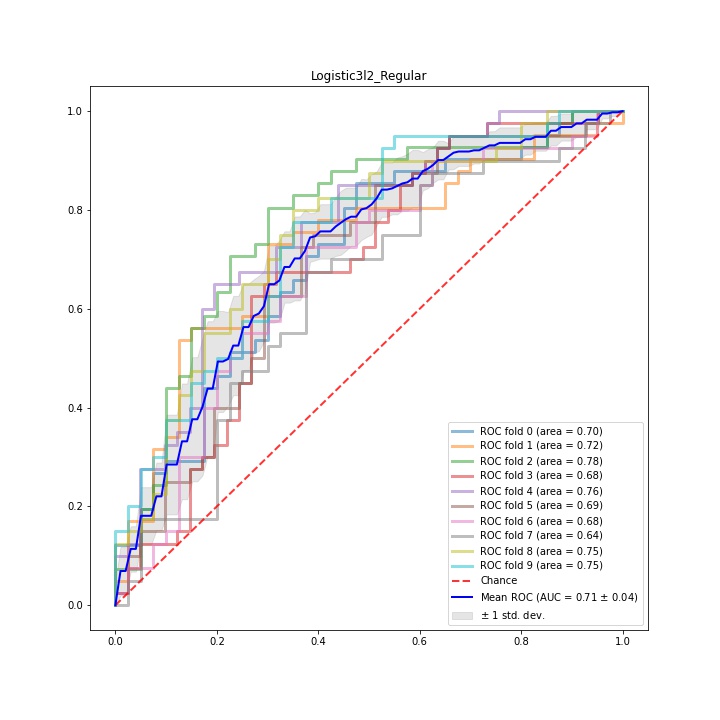 Logistic3l2_Regular
1.0
0.8
0.6
0.4
0.2
0.0
0.0 0.2 0.4 0.6 0.8 1.0
ROC fold 0 (area = 0.70)
ROC fold 1 (area = 0.72)
ROC fold 2 (area = 0.78)
ROC fold 3 (area = 0.68)
ROC fold 4 (area = 0.76)
ROC fold 5 (area = 0.69)
ROC fold 6 (area = 0.68)
ROC fold 7 (area = 0.64)
ROC fold 8 (area = 0.75)
ROC fold 9 (area = 0.75)
Chance
Mean ROC (AUC = 0.71 ± 0.04)
± 1 std. dev.